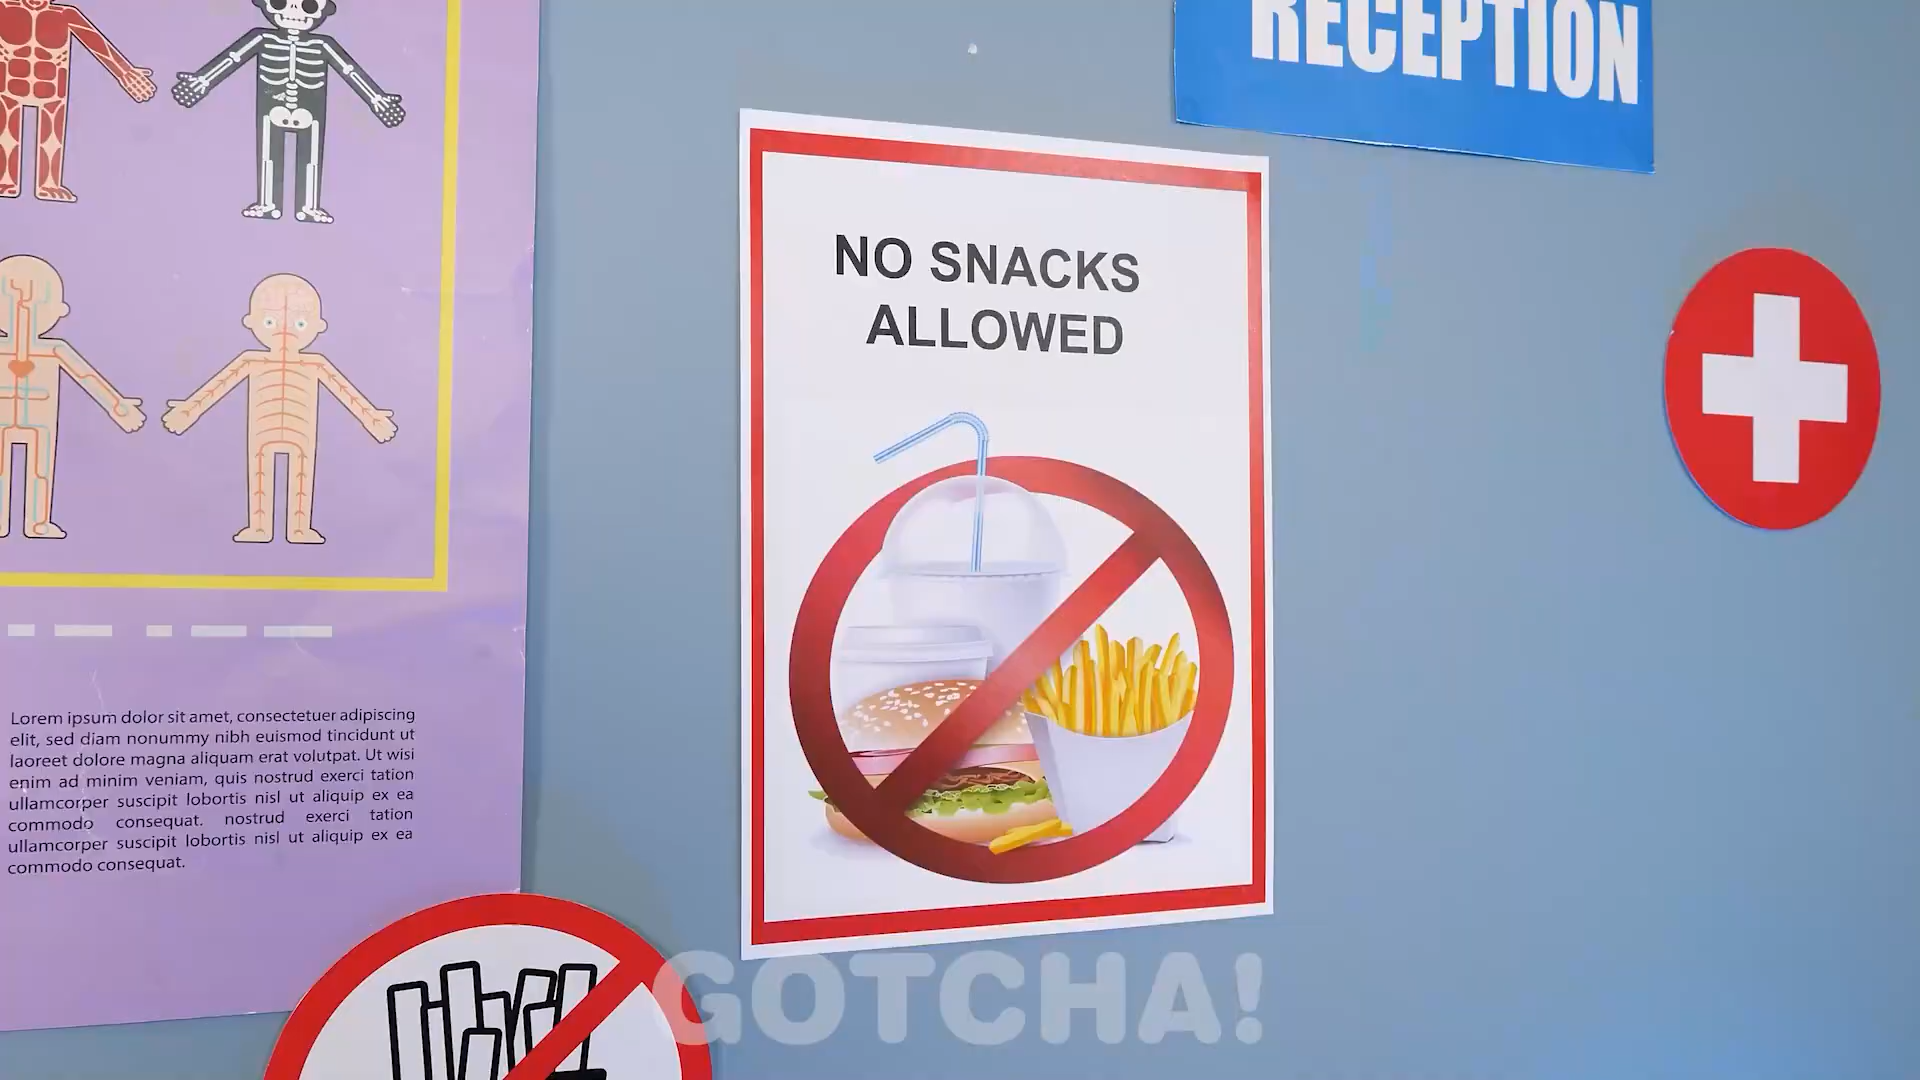 RECEPTION
NO SNACKS
ALLOWED
Lorem ipsum dolor sit amet, consectetuer adipiscing
elit, sed diam nonummy nibh euismod tincidunt ut
laoreet dolore magna aliquam erat volutpat. Ut wisi
enim ad minim veniam, quis nostrud exerci tation
ullamcorper suscipit lobortis nisl ut aliquip ex ea
commodo consequat. nostrud exerci tation
ullamcorper suscipit lobortis nisl ut aliquip ex ea
commodo consequat.
GOTCHA!